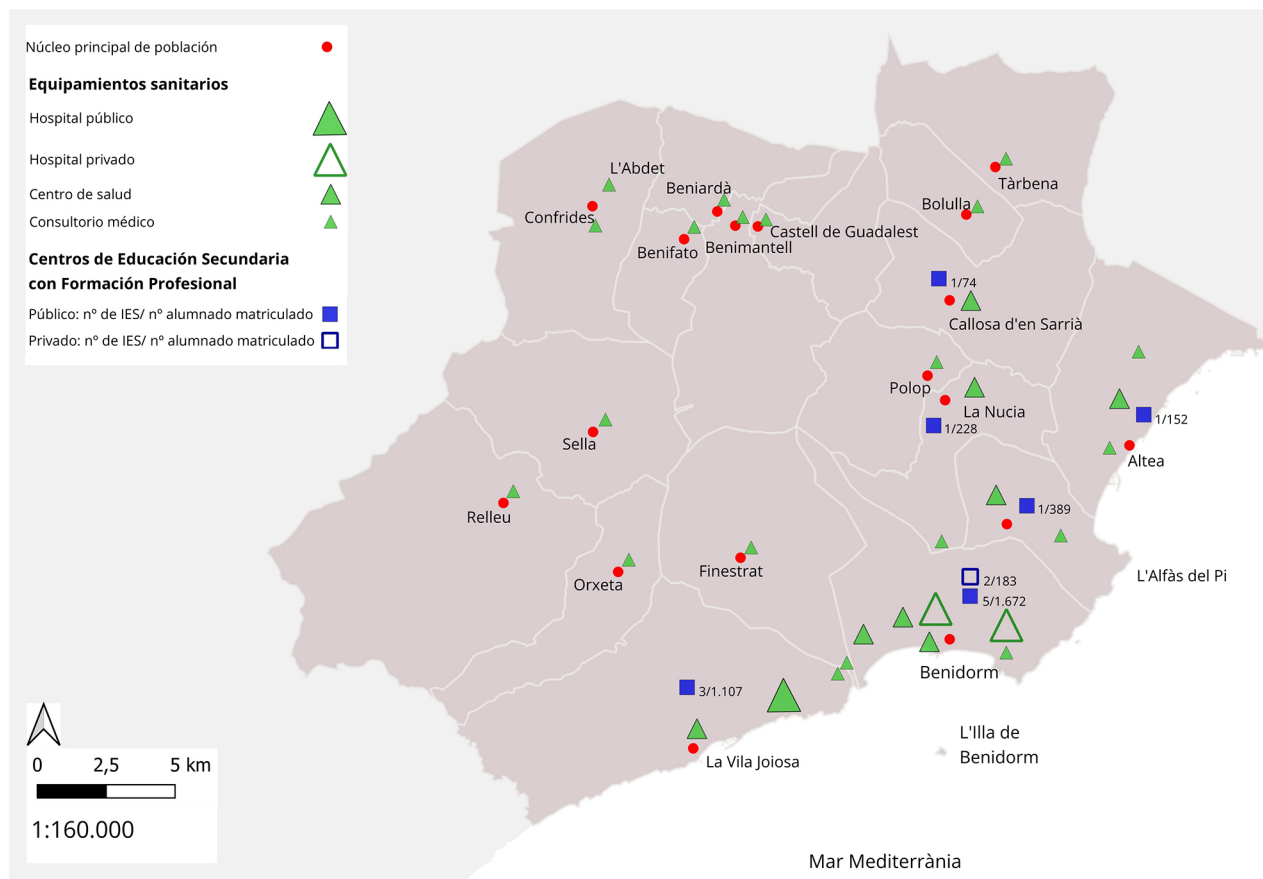 Núcleo principal de población
Equipamientos sanitarios
Hospital público
Hospital privado
Centro de salud
Consultorio médico
Centros de Educación Secundaria
con Formación Profesional
Público: nº de IES/ nº alumnado matriculado
Privado: nº de IES/ nº alumnado matriculado
L'Abdet
Beniardà
Tàrbena
Confrides
Bolulla
Castell de Guadalest
Benifato
Benimantell
1/74
Callosa d'en Sarrià
Polop
La Nucia
1/152
1/228
Sella
Altea
Relleu
1/389
Finestrat
L'Alfàs del Pi
Orxeta
2/183
5/1.672
Benidorm
3/1.107
L'Illa de
Benidorm
La Vila Joiosa
0 2,5 5 km
1:160.000
Mar Mediterrània